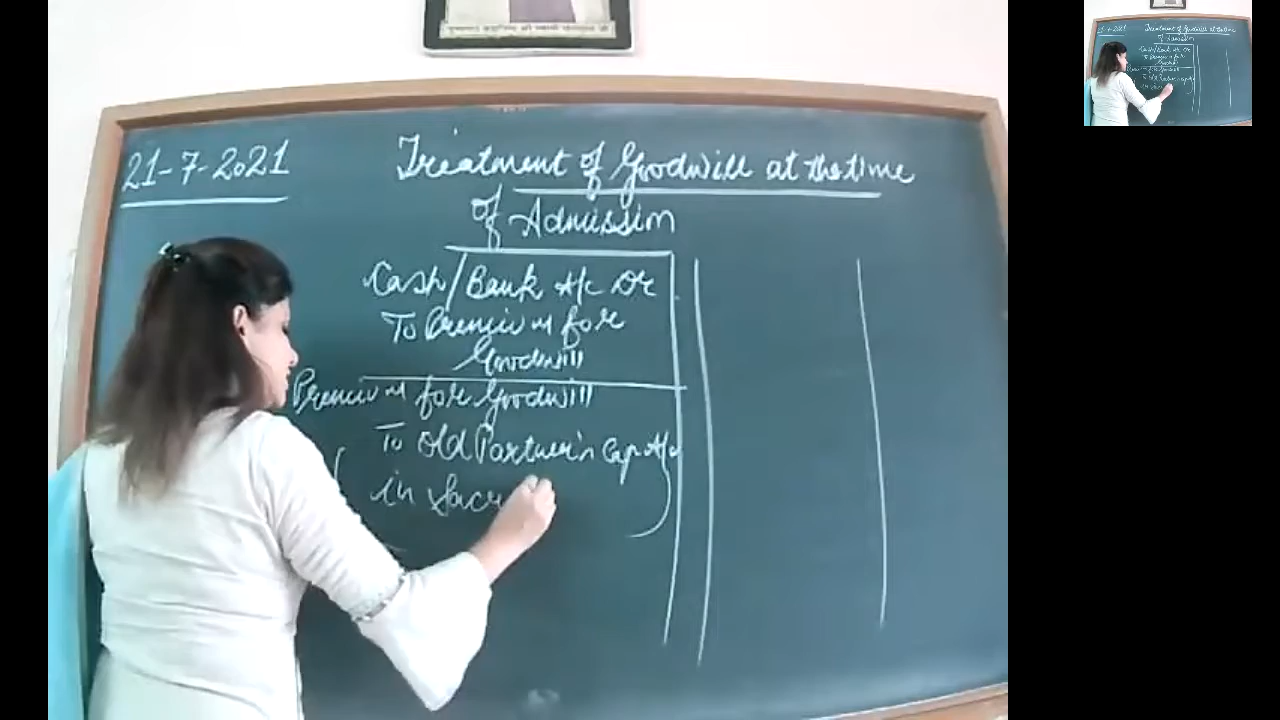 21-7-2021
Treatment of Goodwill at the time
of Admission
Cash/Bank A/c Dr
To Premium for
Goodwill
Premium for Goodwill
To Old Partner's Cap A/c
in Sacr